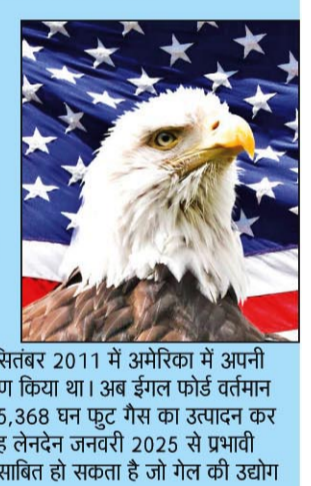 सितंबर 2011 में अमेरिका में अपनी
ण किया था। अब ईगल फोर्ड वर्तमान
5,368 घन फुट गैस का उत्पादन कर
ह लेनदेन जनवरी 2025 से प्रभावी
साबित हो सकता है जो गेल की उद्योग